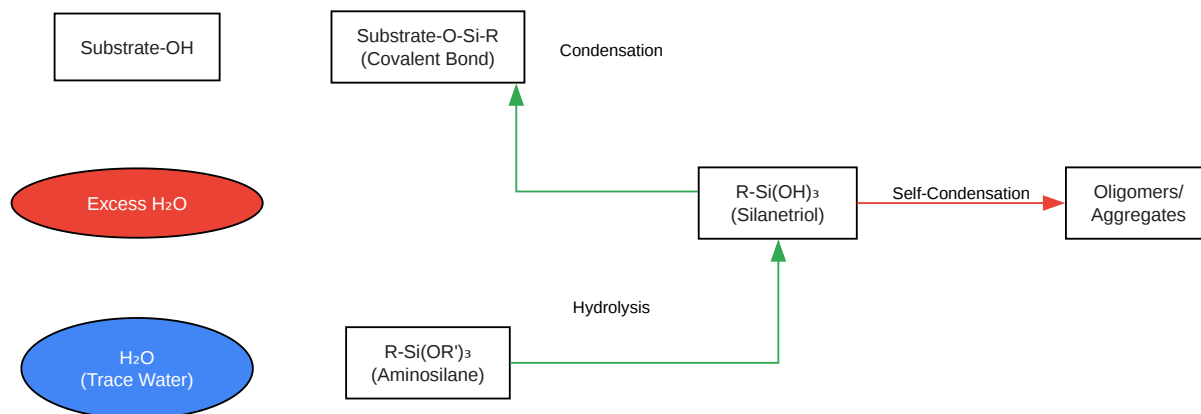 Substrate-OH
Substrate-O-Si-R
(Covalent Bond)
Condensation
Excess H₂O
R-Si(OH)₃
(Silanetriol)
Self-Condensation
Oligomers/
Aggregates
Hydrolysis
H₂O
(Trace Water)
R-Si(OR')₃
(Aminosilane)